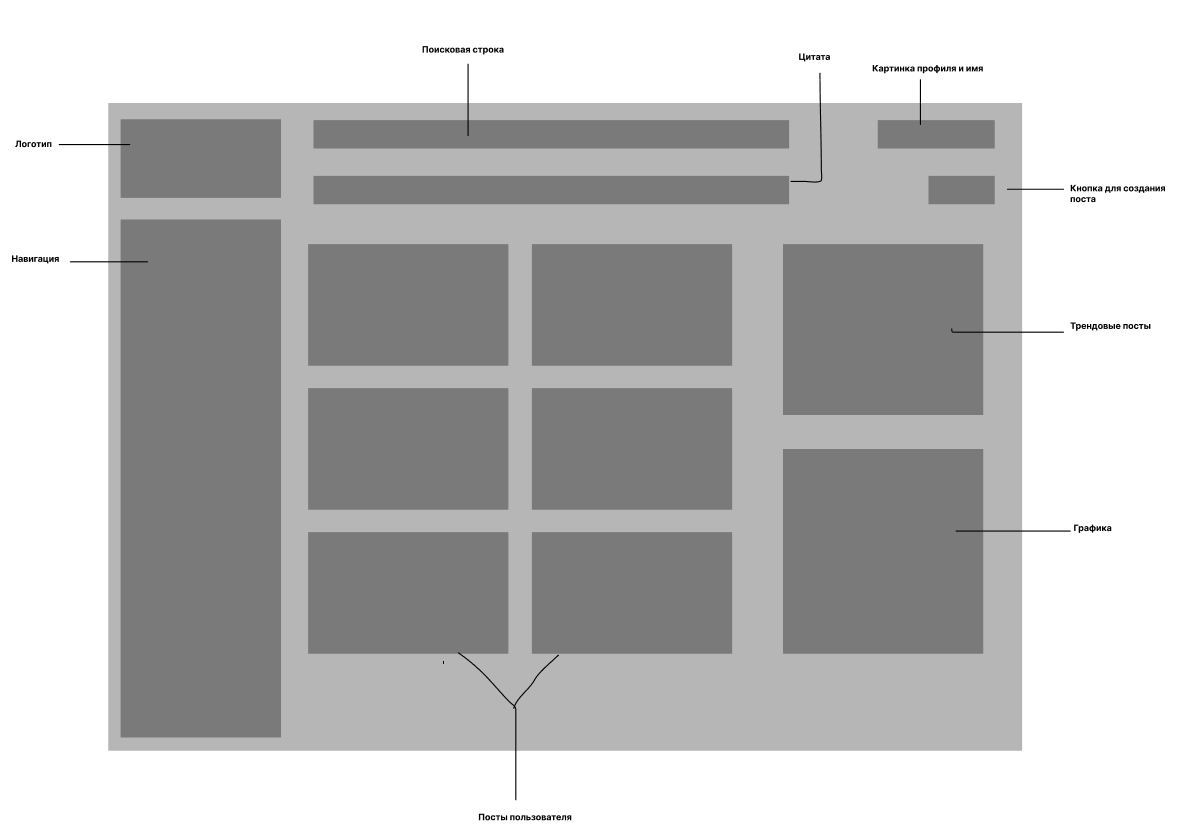 Поисковая строка
Цитата
Картинка профиля и имя
Логотип
Кнопка для создания
поста
Навигация
Трендовые посты
Графика
Посты пользователя